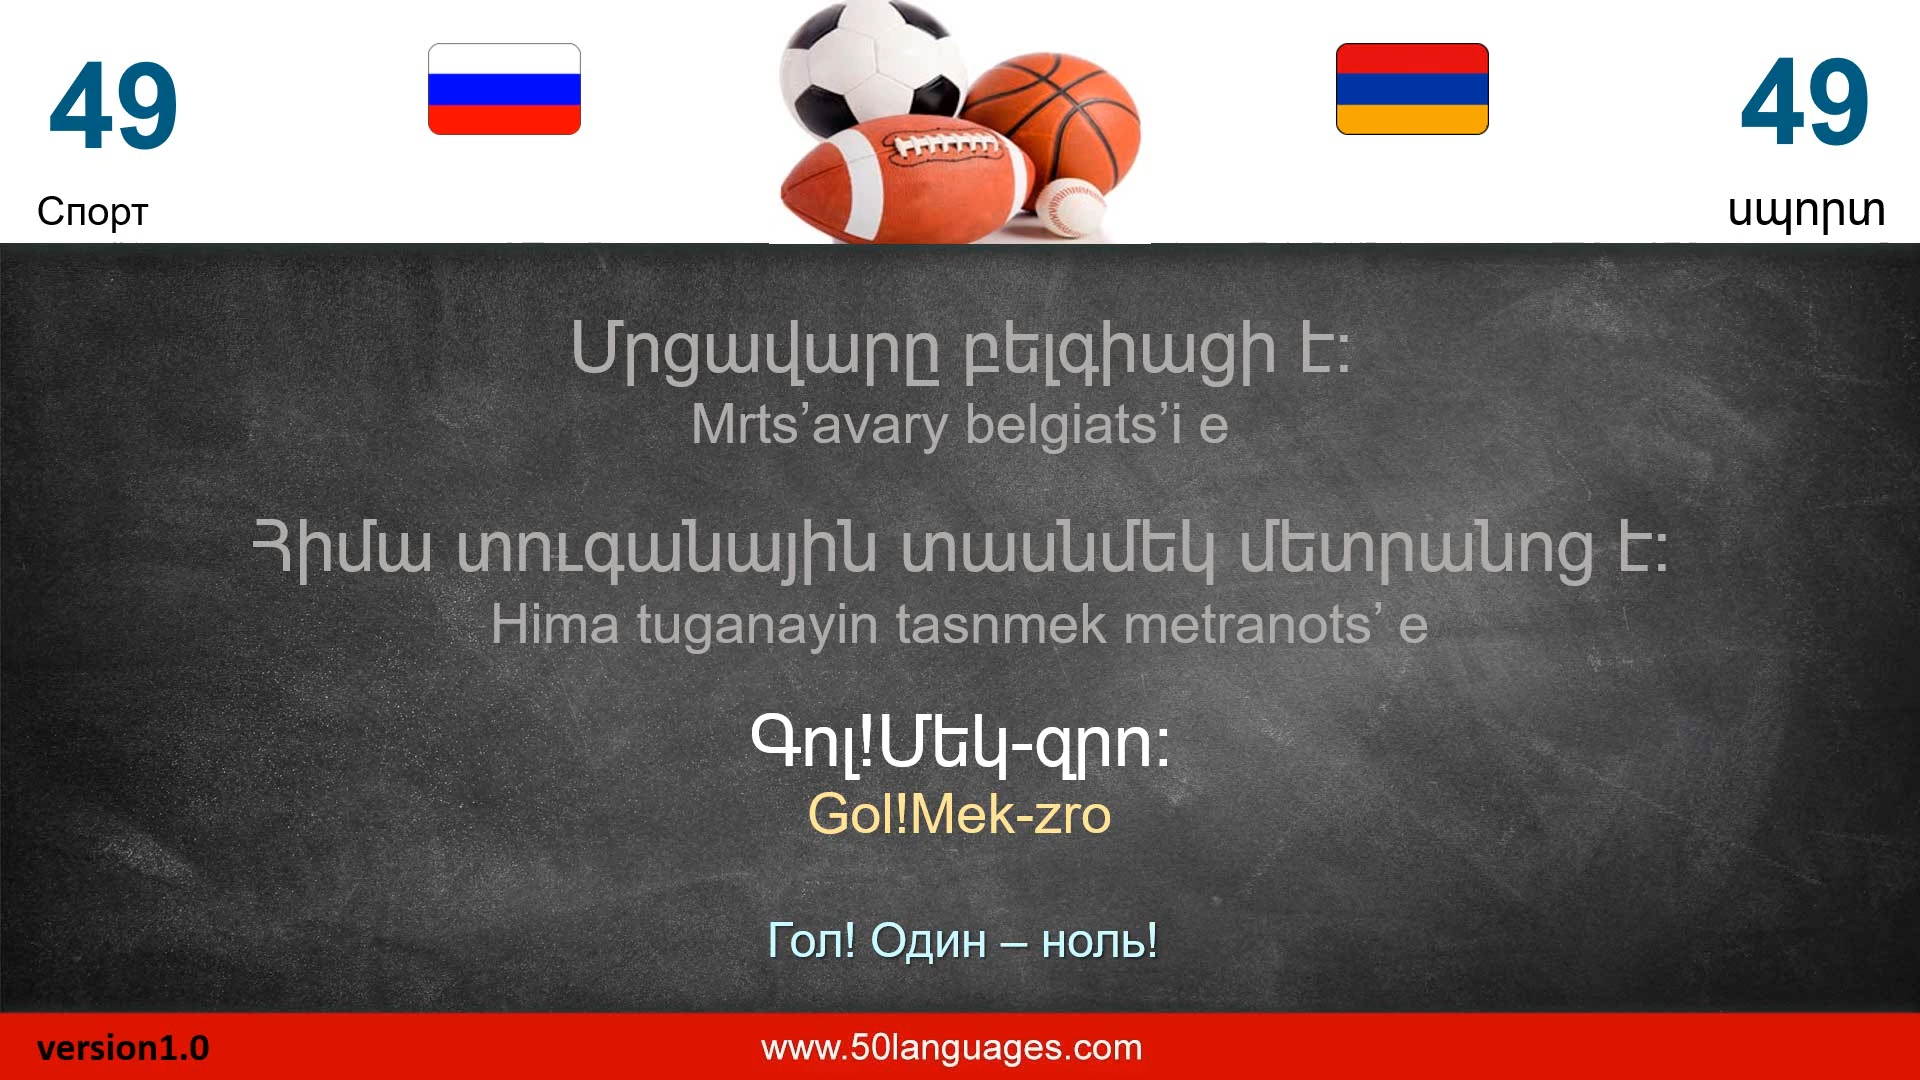 49
49
Спорт
սպորտ
Մրցավարը բելգիացի է:
Mrts’avary belgiats’i e
Հիմա տուգանային տասնմեկ մետրանոց է:
Hima tuganayin tasnmek metranots’ e
Գոլ!Մեկ-զրո:
Gol!Mek-zro
Гол! Один – ноль!
version1.0
www.50languages.com